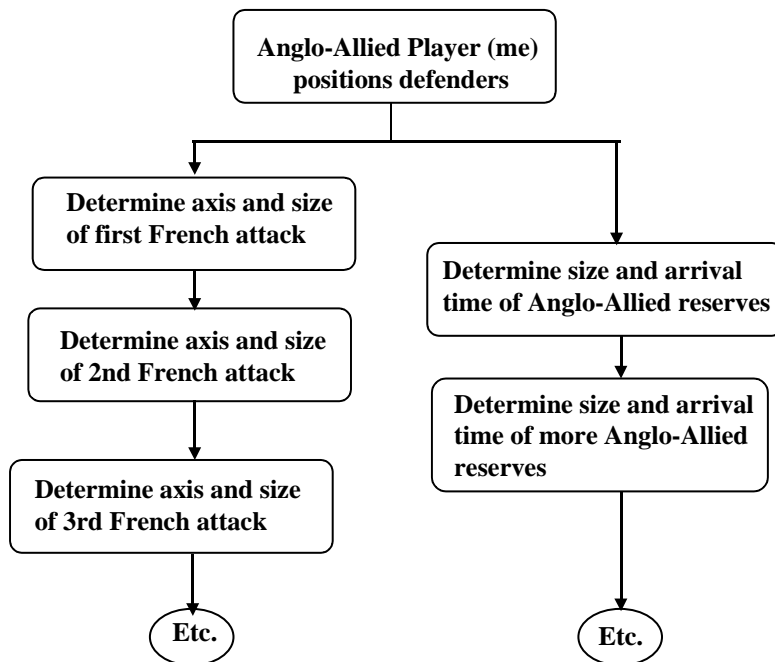 Anglo-Allied Player (me)
positions defenders
Determine axis and size
of first French attack
Determine axis and size
of 2nd French attack
Determine axis and size
of 3rd French attack
Etc.
Determine size and arrival
time of Anglo-Allied reserves
Determine size and arrival
time of more Anglo-Allied
reserves
Etc.